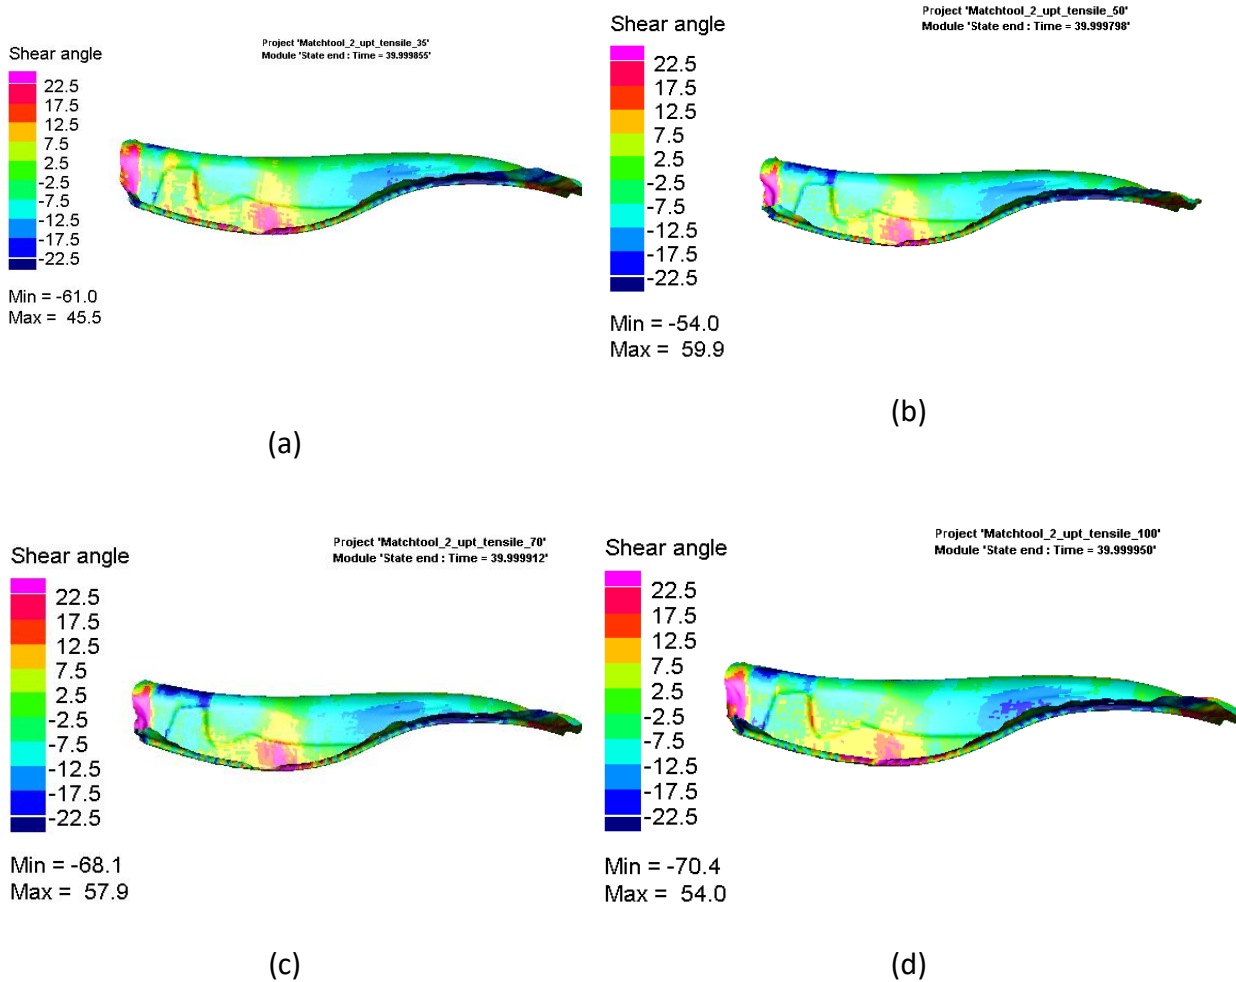 Project 'Matchtool_2_upt_tensile_35'
Module 'State end : Time = 39.999855'
Shear angle
22.5
17.5
12.5
7.5
2.5
-2.5
-7.5
-12.5
-17.5
-22.5
Min = -61.0
Max = 45.5
(a)
Project 'Matchtool_2_upt_tensile_50'
Module 'State end : Time = 39.999798'
Shear angle
22.5
17.5
12.5
7.5
2.5
-2.5
-7.5
-12.5
-17.5
-22.5
Min = -54.0
Max = 59.9
(b)
Project 'Matchtool_2_upt_tensile_70'
Module 'State end : Time = 39.999912'
Shear angle
22.5
17.5
12.5
7.5
2.5
-2.5
-7.5
-12.5
-17.5
-22.5
Min = -68.1
Max = 57.9
(c)
Project 'Matchtool_2_upt_tensile_100'
Module 'State end : Time = 39.999950'
Shear angle
22.5
17.5
12.5
7.5
2.5
-2.5
-7.5
-12.5
-17.5
-22.5
Min = -70.4
Max = 54.0
(d)